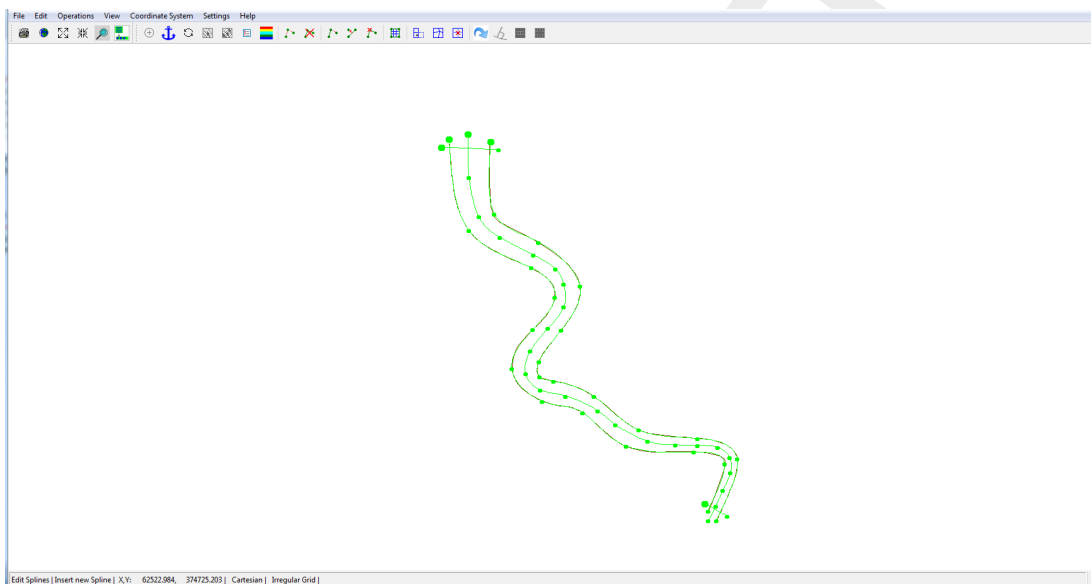 File Edit Operations View Coordinate System Settings Help
Edit Splines | Insert new Spline | X,Y: 62522.984, 374725.203 | Cartesian | Irregular Grid |